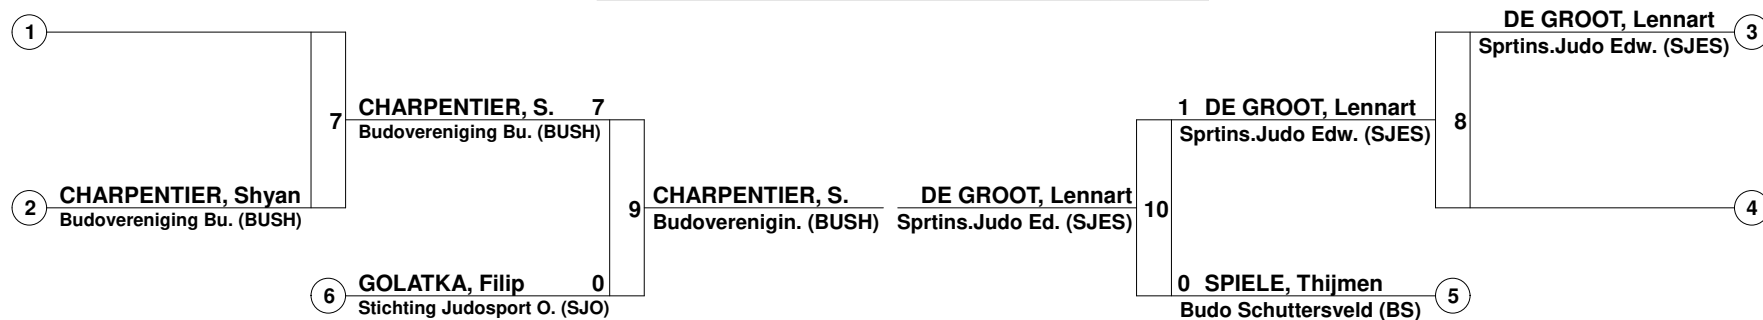 1
2
CHARPENTIER, Shyan
Budovereniging Bu. (BUSH)
7
CHARPENTIER, S. 7
Budovereniging Bu. (BUSH)
6
GOLATKA, Filip 0
Stichting Judosport O. (SJO)
9
CHARPENTIER, S.
Budoverenigin. (BUSH)
DE GROOT, Lennart
Sprtins.Judo Ed. (SJES)
10
1 DE GROOT, Lennart
Sprtins.Judo Edw. (SJES)
0 SPIELE, Thijmen
Budo Schuttersveld (BS)
5
8
DE GROOT, Lennart
Sprtins.Judo Edw. (SJES)
3
4